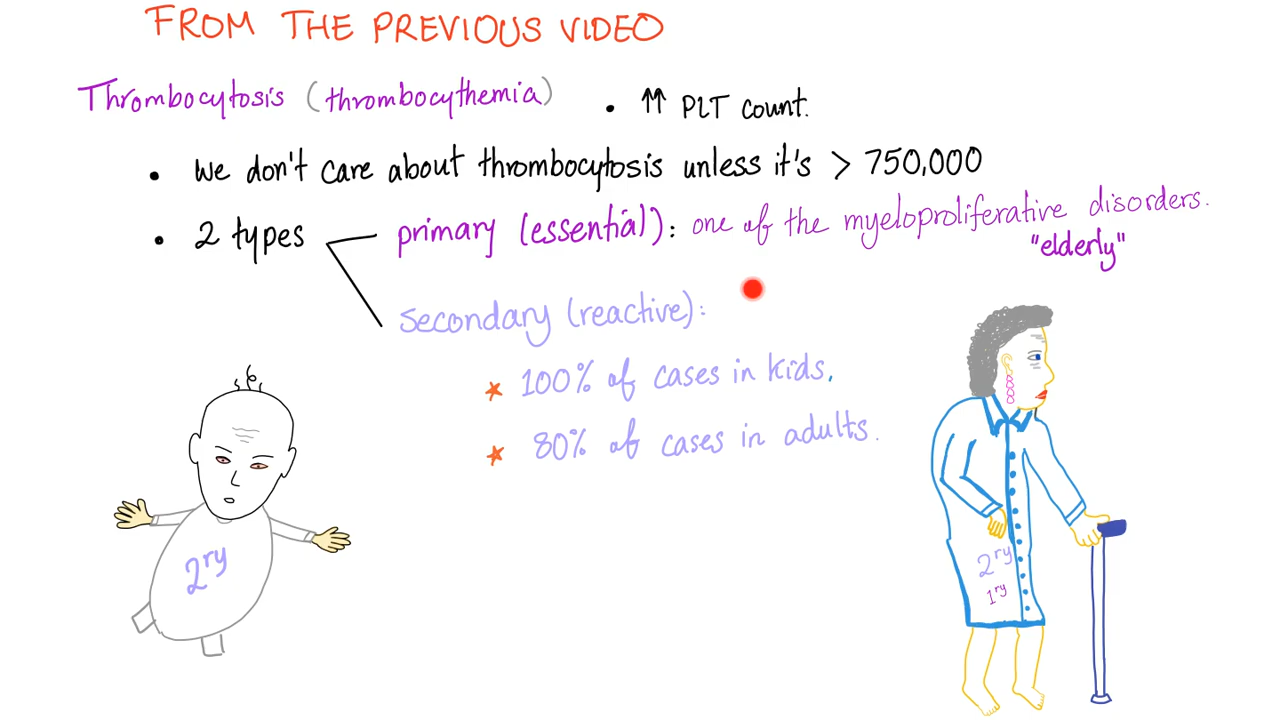 FROM THE PREVIOUS VIDEO
Thrombocytosis (thrombocythemia)
• ⇈ PLT count.
• We don't care about thrombocytosis unless it's > 750,000
• 2 types
primary (essential): one of the myeloproliferative disorders.
"elderly"
Secondary (reactive):
* 100% of cases in kids.
* 80% of cases in adults.
2ry
2ry
1ry